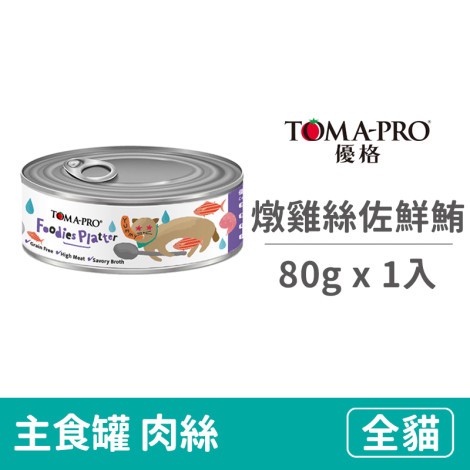 TOMA-PRO®
優格
燉雞絲佐鮮鮪
80g x 1入
TOMA-PRO®
Foodies Platter
✓Grain Free ✓High Meat ✓Savory Broth
主食罐 肉絲
全貓